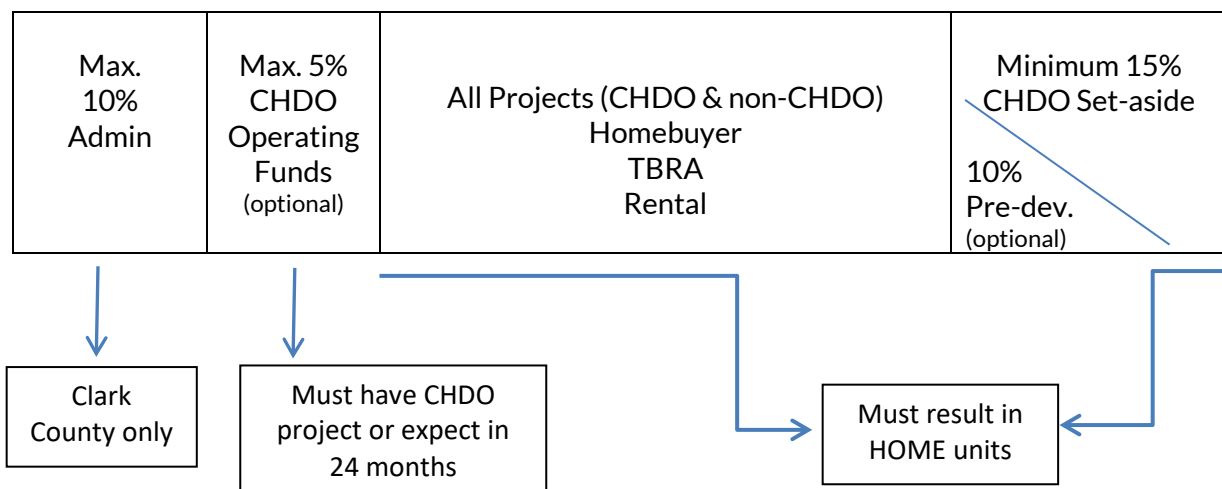 Max.
10%
Admin
Max. 5%
CHDO
Operating
Funds
(optional)
All Projects (CHDO & non-CHDO)
Homebuyer
TBRA
Rental
Minimum 15%
CHDO Set-aside
10%
Pre-dev.
(optional)
Clark
County only
Must have CHDO
project or expect in
24 months
Must result in
HOME units